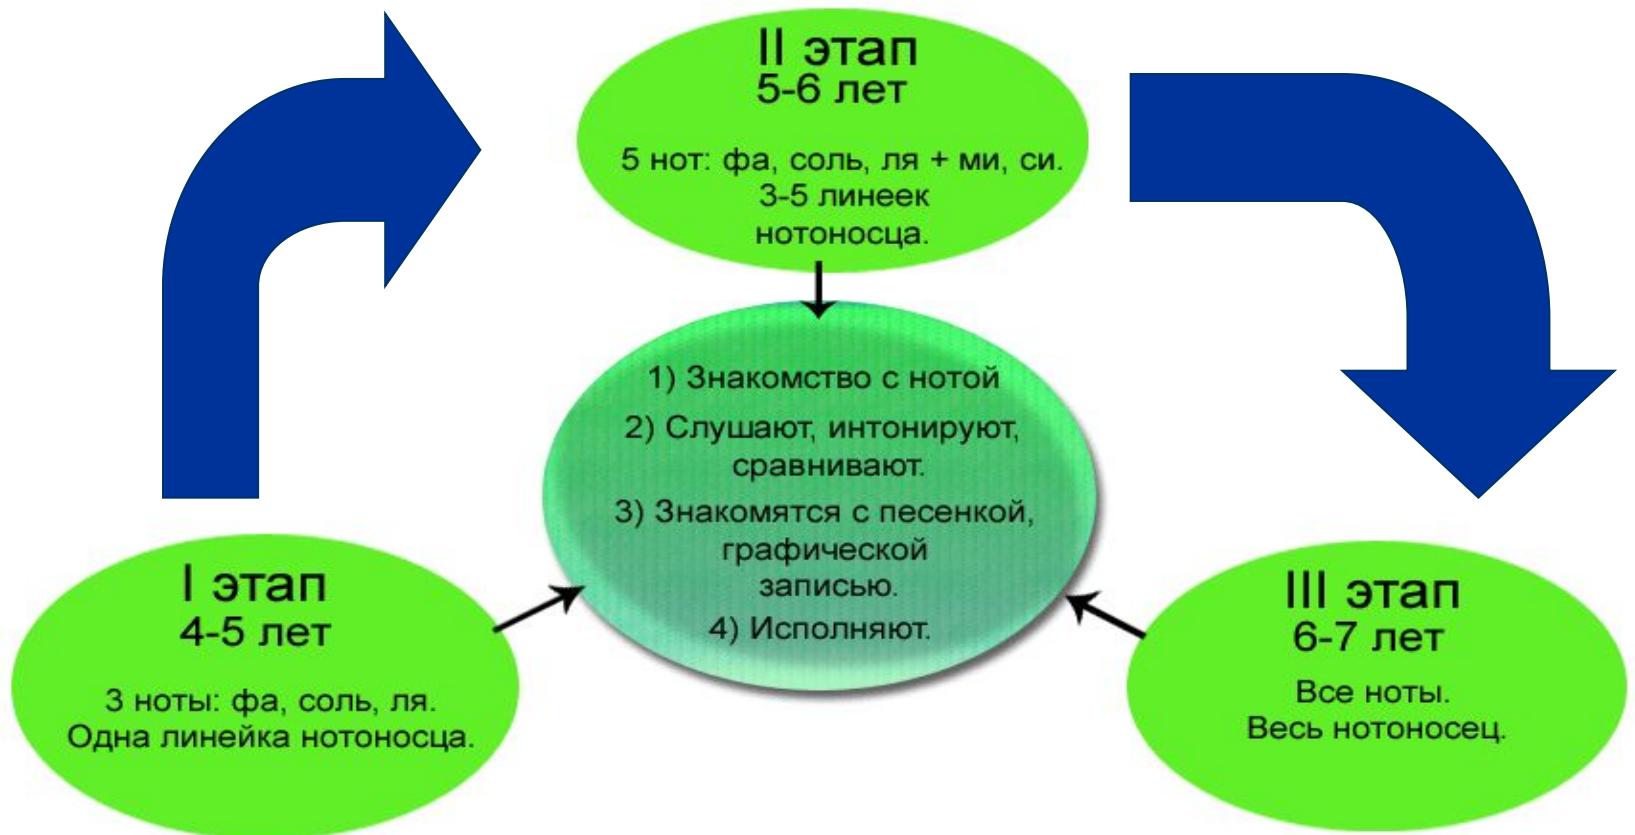 II этап
5-6 лет
5 нот: фа, соль, ля + ми, си.
3-5 линеек
нотоносца.
1) Знакомство с нотой
2) Слушают, интонируют,
сравнивают.
3) Знакомятся с песенкой,
графической
записью.
4) Исполняют.
I этап
4-5 лет
3 ноты: фа, соль, ля.
Одна линейка нотоносца.
III этап
6-7 лет
Все ноты.
Весь нотоносец.